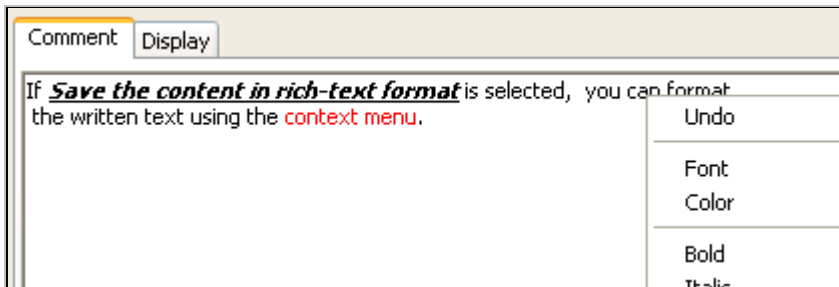 Comment Display
If Save the content in rich-text format is selected, you can format
the written text using the context menu.
Undo
Font
Color
Bold
Italic